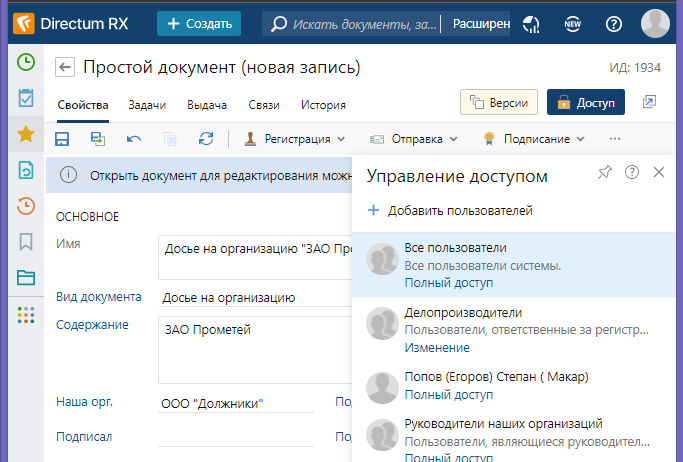 Directum RX
Создать
Искать документы, за...
Расширен
NEW
Простой документ (новая запись)
ИД: 1934
Свойства
Задачи
Выдача
Связи
История
Версии
Доступ
Регистрация
Отправка
Подписание
Открыть документ для редактирования можн
ОСНОВНОЕ
Имя
Досье на организацию "ЗАО Про
Вид документа
Досье на организацию
Содержание
ЗАО Прометей
Наша орг.
ООО "Должники"
По
Подписал
По
Управление доступом
Добавить пользователей
Все пользователи
Все пользователи системы.
Полный доступ
Делопроизводители
Пользователи, ответственные за регистр...
Изменение
Попов (Егоров) Степан ( Макар)
Полный доступ
Руководители наших организаций
Пользователи, являющиеся руководител...
Полный доступ